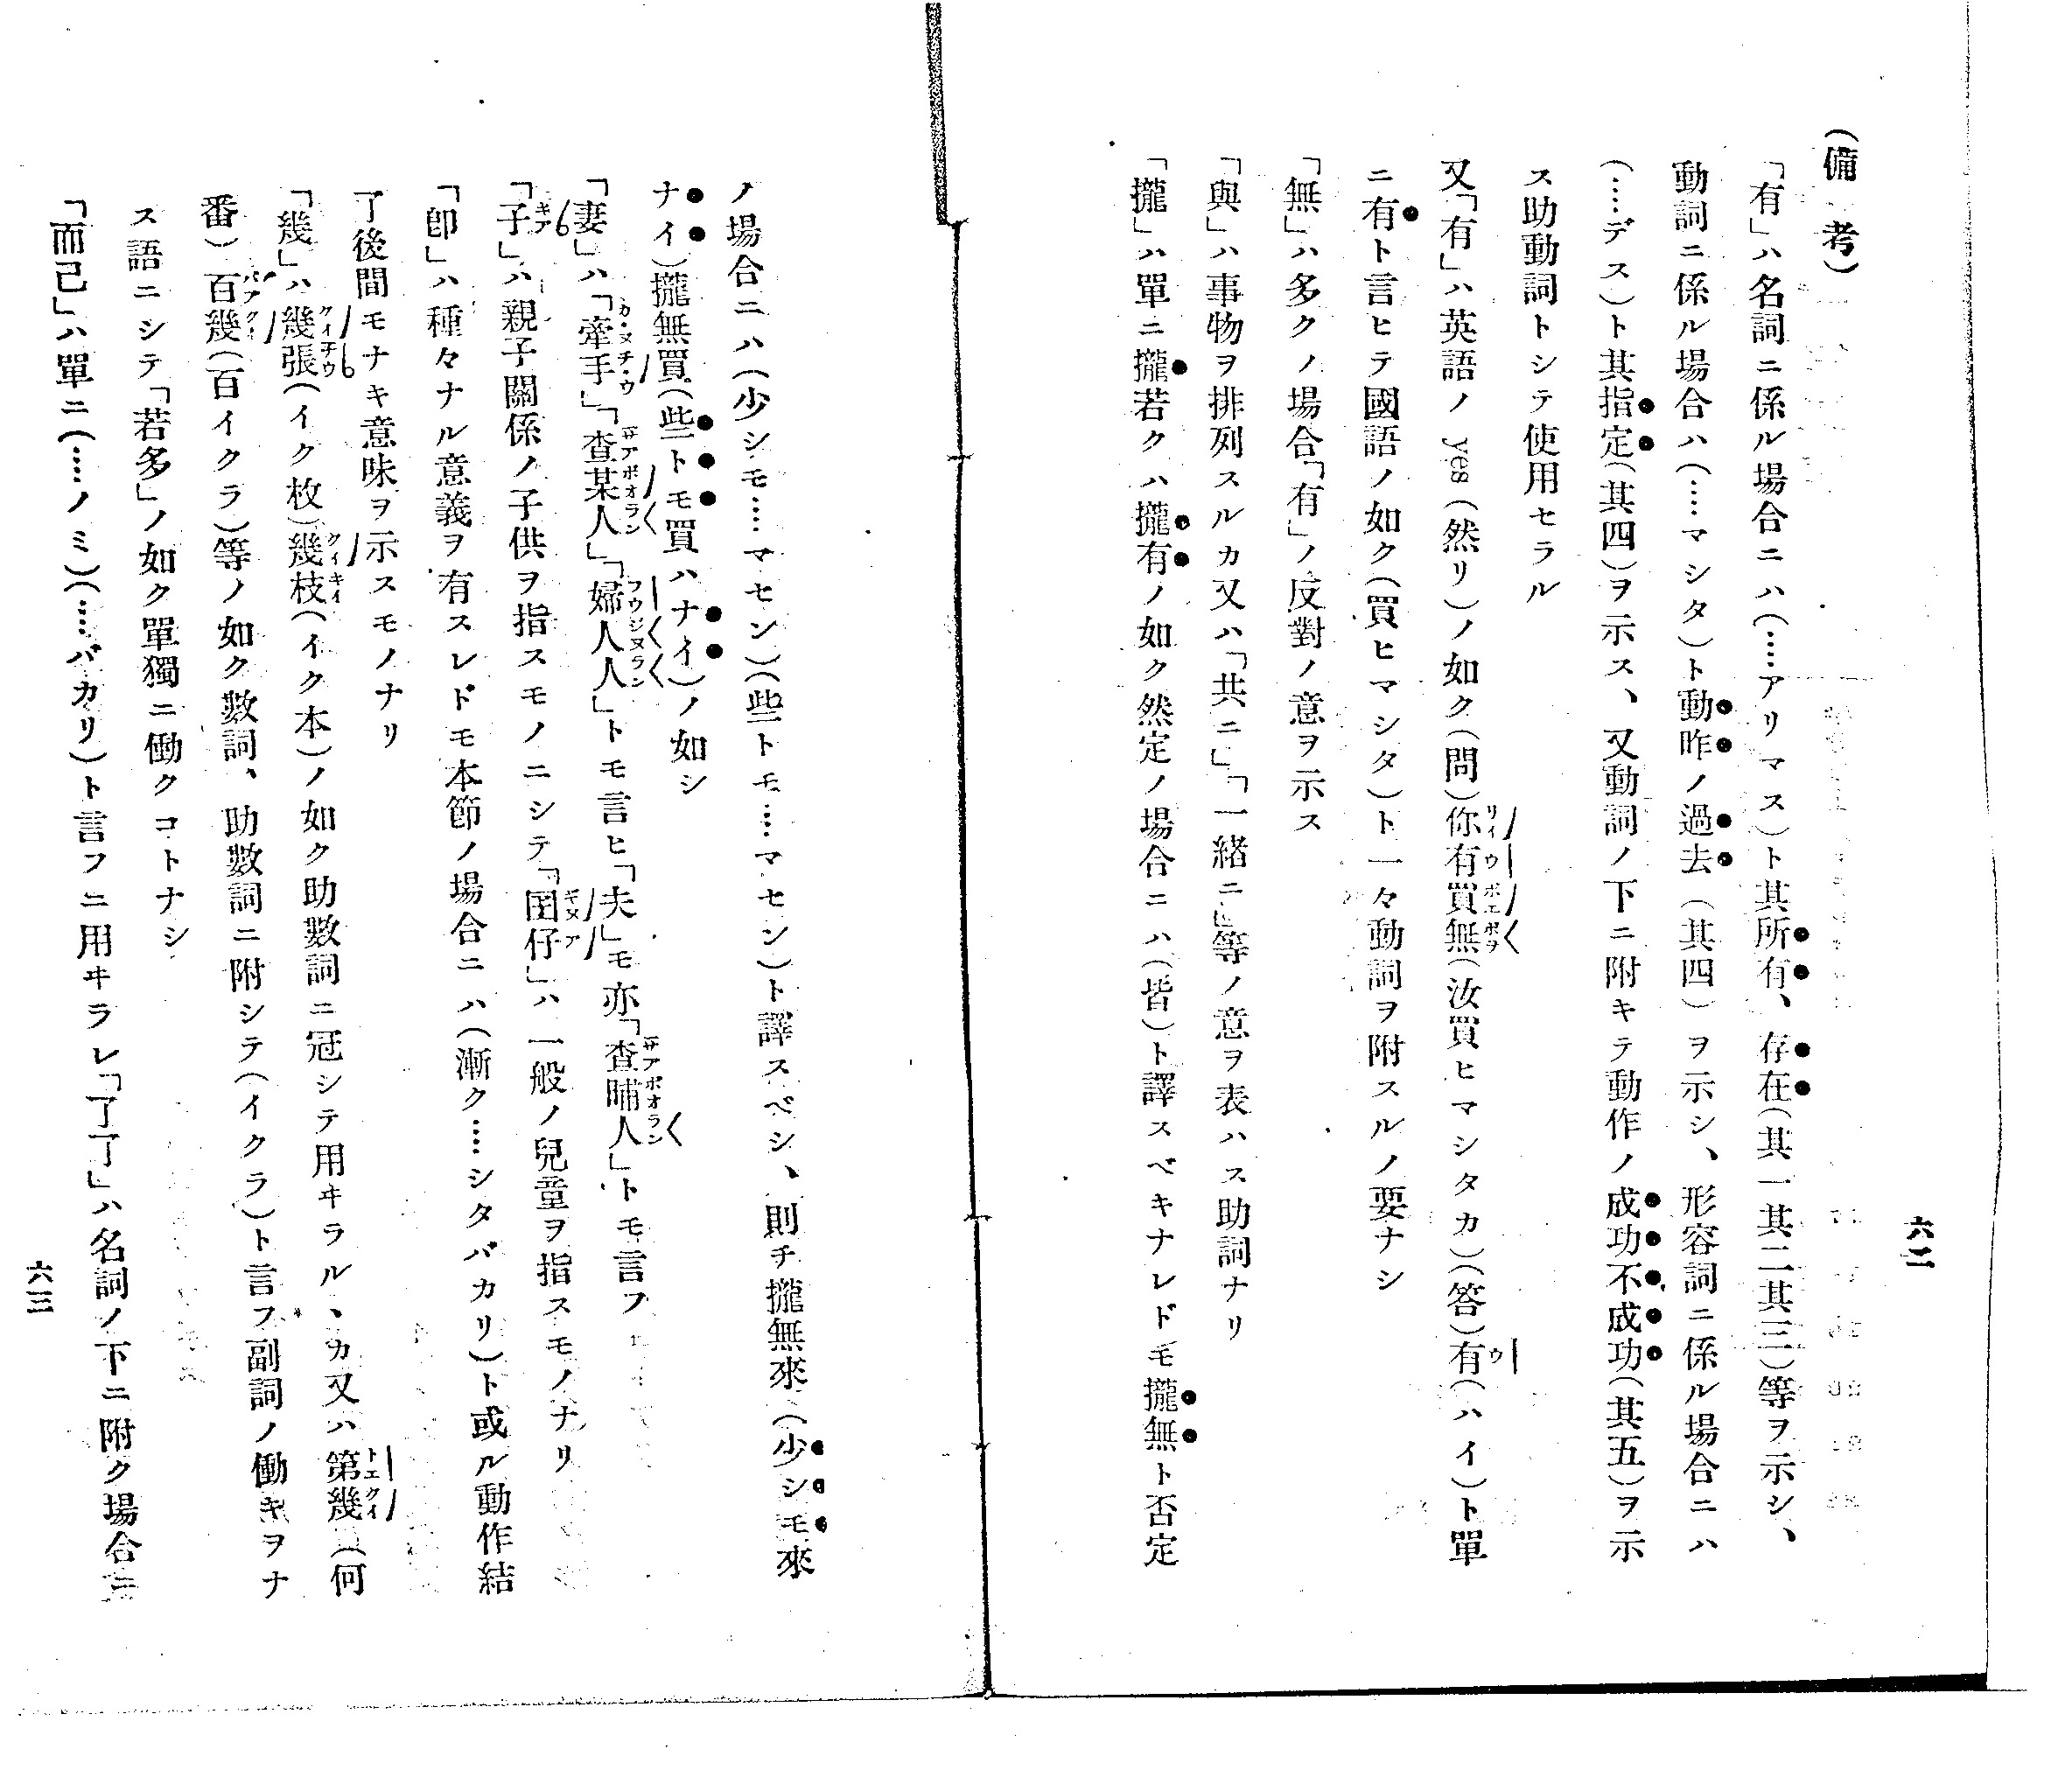 六二
(備考)
「有」ハ名詞ニ係ル場合ニハ(……アリマス)ト其所有、存在(其一其二其三)等ヲ示シ、
動詞ニ係ル場合ハ(……マシタ)ト動昨ノ過去(其四)ヲ示シ、形容詞ニ係ル場合ニハ
(……デス)ト其指定(其四)ヲ示ス、又動詞ノ下ニ附キテ動作ノ成功不成功(其五)ヲ示
ス助動詞トシテ使用セラル
又「有」ハ英語ノ yes (然リ)ノ如ク(問)你有買無(汝買ヒマシタカ)(答)有(ハイ)ト單
ニ有ト言ヒテ國語ノ如ク(買ヒマシタ)ト一々動詞ヲ附スルノ要ナシ
「無」ハ多クノ場合「有」ノ反對ノ意ヲ示ス
「與」ハ事物ヲ排列スルカ又ハ「共ニ」「一緒ニ」等ノ意ヲ表ハス助詞ナリ
「攏」ハ單ニ攏若クハ攏有ノ如ク然定ノ場合ニハ(皆)ト譯スベキナレドモ攏無ト否定
ノ場合ニハ(少シモ……マセン)(些トモ……マセン)ト譯スベシ、則チ攏無來(少シモ來
ナイ)攏無買(些トモ買ハナイ)ノ如シ
「妻」ハ「牽手」「查某人」「婦人人」トモ言ヒ「夫」モ亦「查晡人」トモ言フ
「子」ハ親子關係ノ子供ヲ指スモノニシテ「囝仔」ハ一般ノ兒童ヲ指スモノナリ
「卽」ハ種々ナル意義ヲ有スレドモ本節ノ場合ニハ(漸ク……シタバカリ)ト或ル動作結
了後間モナキ意味ヲ示スモノナリ
「幾」ハ幾張(イク枚)幾枝(イク本)ノ如ク助數詞ニ冠シテ用ヰラルヽカ又ハ第幾(何
番)百幾(百イクラ)等ノ如ク數詞、助數詞ニ附シテ(イクラ)ト言フ副詞ノ働キヲナ
ス語ニシテ「若多」ノ如ク單獨ニ働クコトナシ
「而已」ハ單ニ(……ノミ)(……バカリ)ト言フニ用ヰラレ「了了」ハ名詞ノ下ニ附ク場合ニ
六三